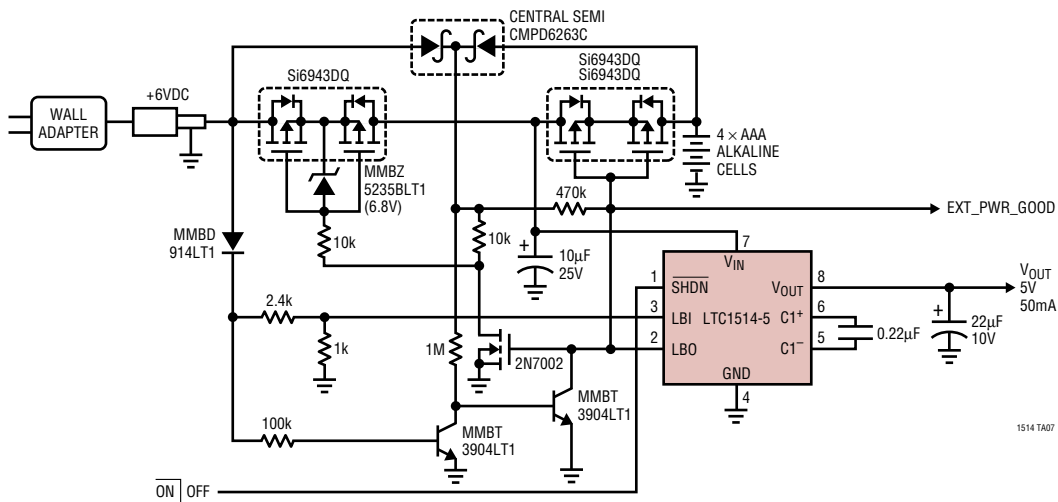 CENTRAL SEMI
CMPD6263C
Si6943DQ
Si6943DQ
Si6943DQ
+6VDC
WALL
ADAPTER
4 × AAA
ALKALINE
CELLS
MMBZ
5235BLT1
(6.8V)
470k
EXT_PWR_GOOD
MMBD
914LT1
10k
10k
+
10µF
25V
7
VIN
1
SHDN
VOUT
8
VOUT
5V
50mA
2.4k
3
LBI
LTC1514-5
C1+
6
+
22µF
10V
0.22µF
1k
1M
2N7002
2
LBO
C1–
5
GND
4
MMBT
3904LT1
100k
MMBT
3904LT1
1514 TA07
ON OFF